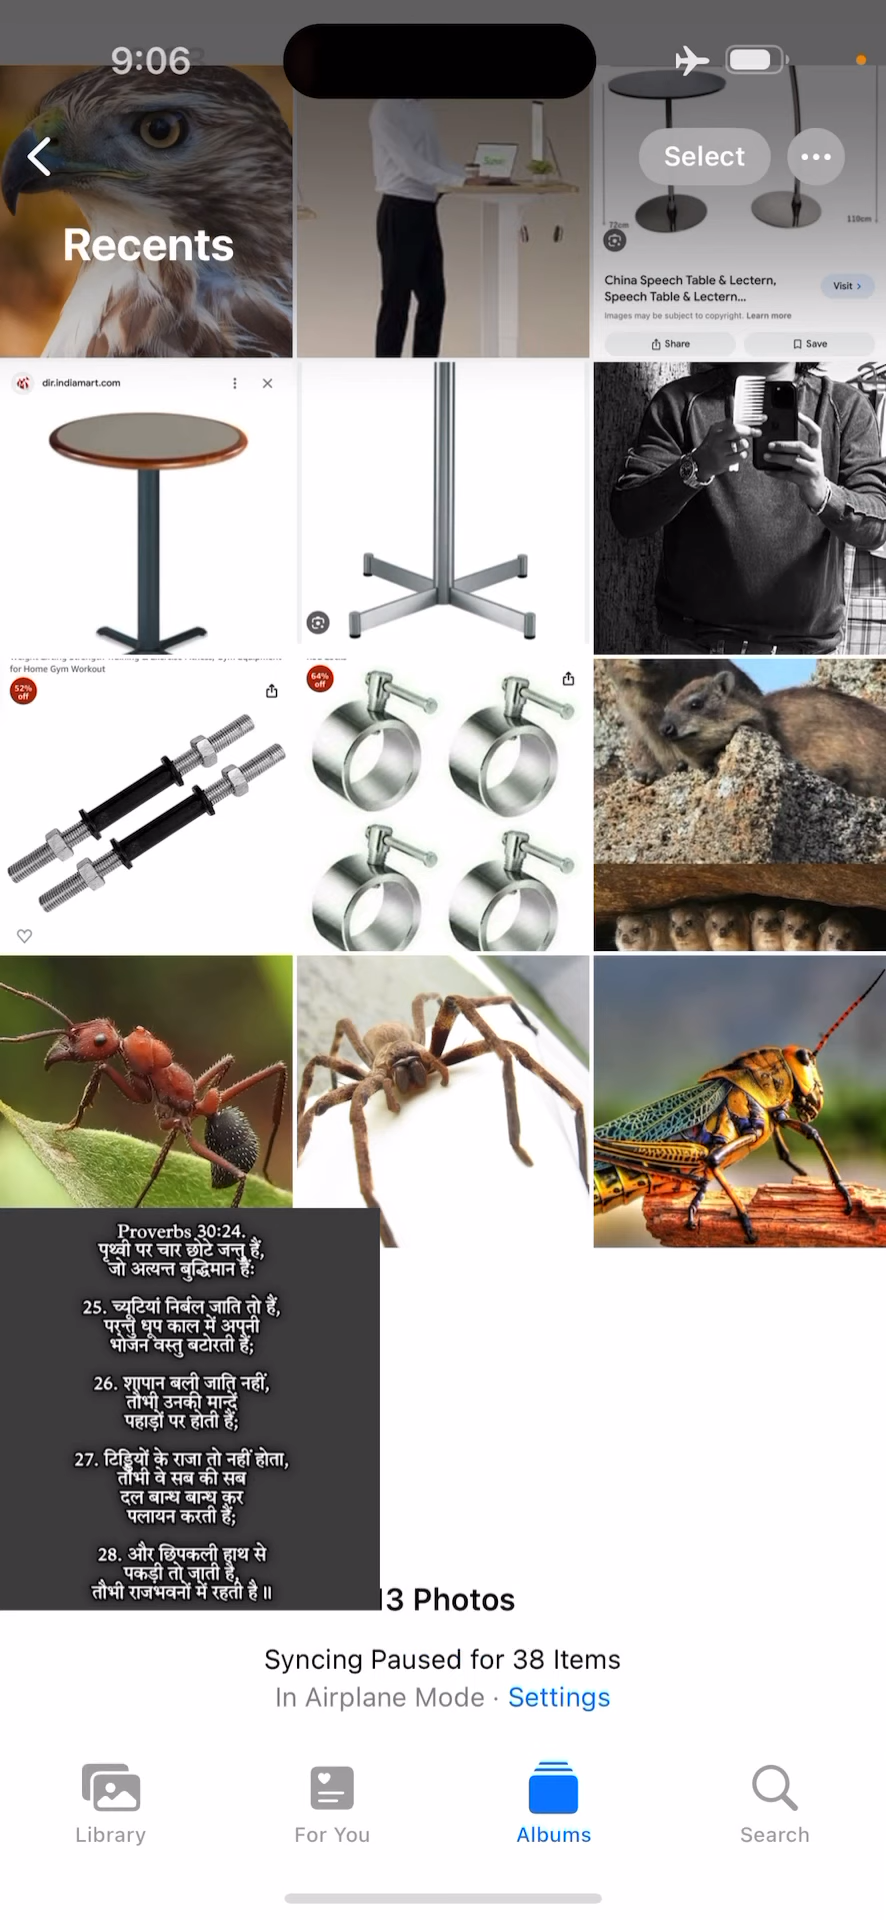 9:06
Select
Recents
77cm
110cm
China Speech Table & Lectern,
Speech Table & Lectern...
Visit >
Images may be subject to copyright. Learn more
Share
Save
dir.indiamart.com
for Home Gym Workout
52%
off
64%
off
Proverbs 30:24.
पृथ्वी पर चार छोटे जन्तु हैं,
जो अत्यन्त बुद्धिमान हैं:
25. च्यूटियां निर्बल जाति तो हैं,
परन्तु धूप काल में अपनी
भोजन वस्तु बटोरती हैं;
26. शापान बली जाति नहीं,
तौभी उनकी मान्दें
पहाड़ों पर होती हैं;
27. टिड्डियों के राजा तो नहीं होता,
तौभी वे सब की सब
दल बान्ध बान्ध कर
पलायन करती हैं;
28. और छिपकली हाथ से
पकड़ी तो जाती है,
तौभी राजभवनों में रहती है॥
13 Photos
Syncing Paused for 38 Items
In Airplane Mode · Settings
Library
For You
Albums
Search